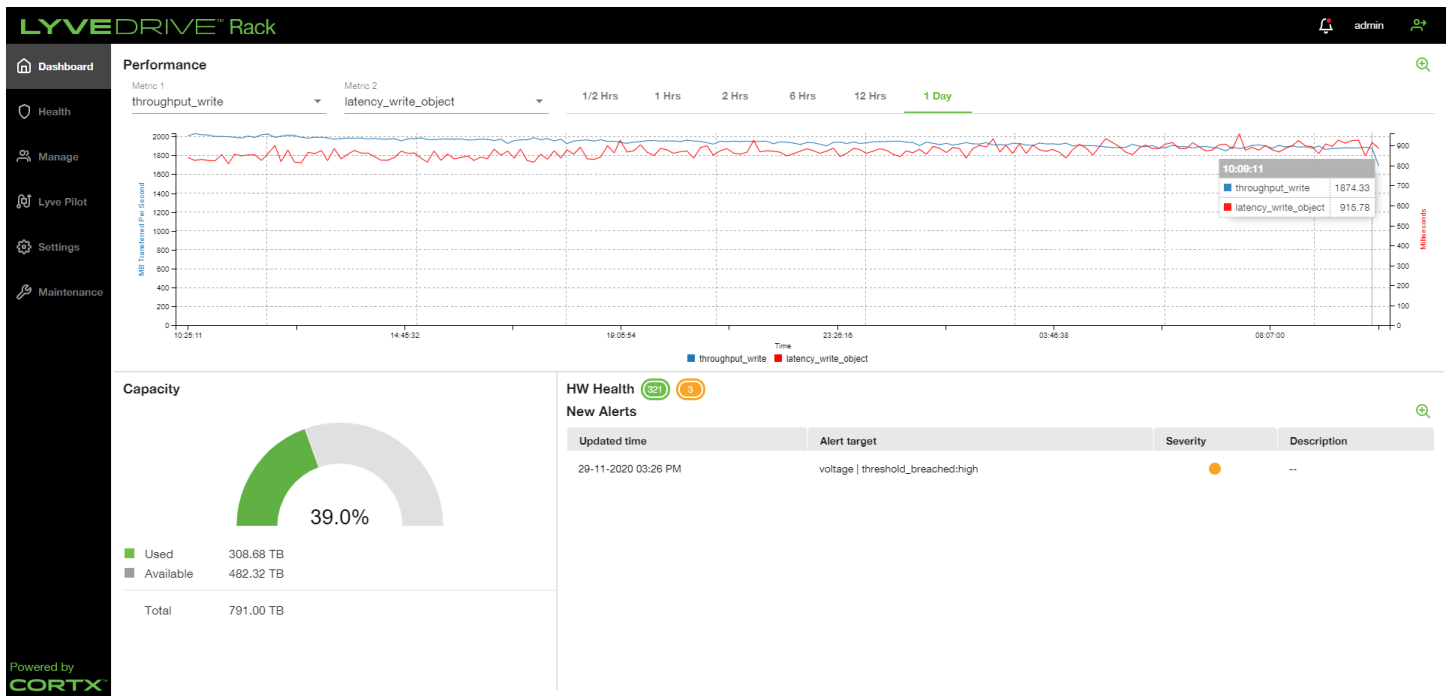 LYVEDRIVE™ Rack
admin
Dashboard
Health
Manage
Lyve Pilot
Settings
Maintenance
Powered by
CORTX™
Performance
Metric 1
throughput_write
Metric 2
latency_write_object
1/2 Hrs 1 Hrs 2 Hrs 6 Hrs 12 Hrs 1 Day
MB Transferred Per Second
2000
1800
1600
1400
1200
1000
800
600
400
200
0
10:25:11 14:45:32 19:05:54 23:26:16 03:46:38 08:07:00
Time
throughput_write latency_write_object
900
800
700
600
500
400
300
200
100
0
Milliseconds
10:09:11
throughput_write 1874.33
latency_write_object 915.78
Capacity
39.0%
Used 308.68 TB
Available 482.32 TB
Total 791.00 TB
HW Health 321 3
New Alerts
Updated time Alert target Severity Description
29-11-2020 03:26 PM voltage | threshold_breached:high --